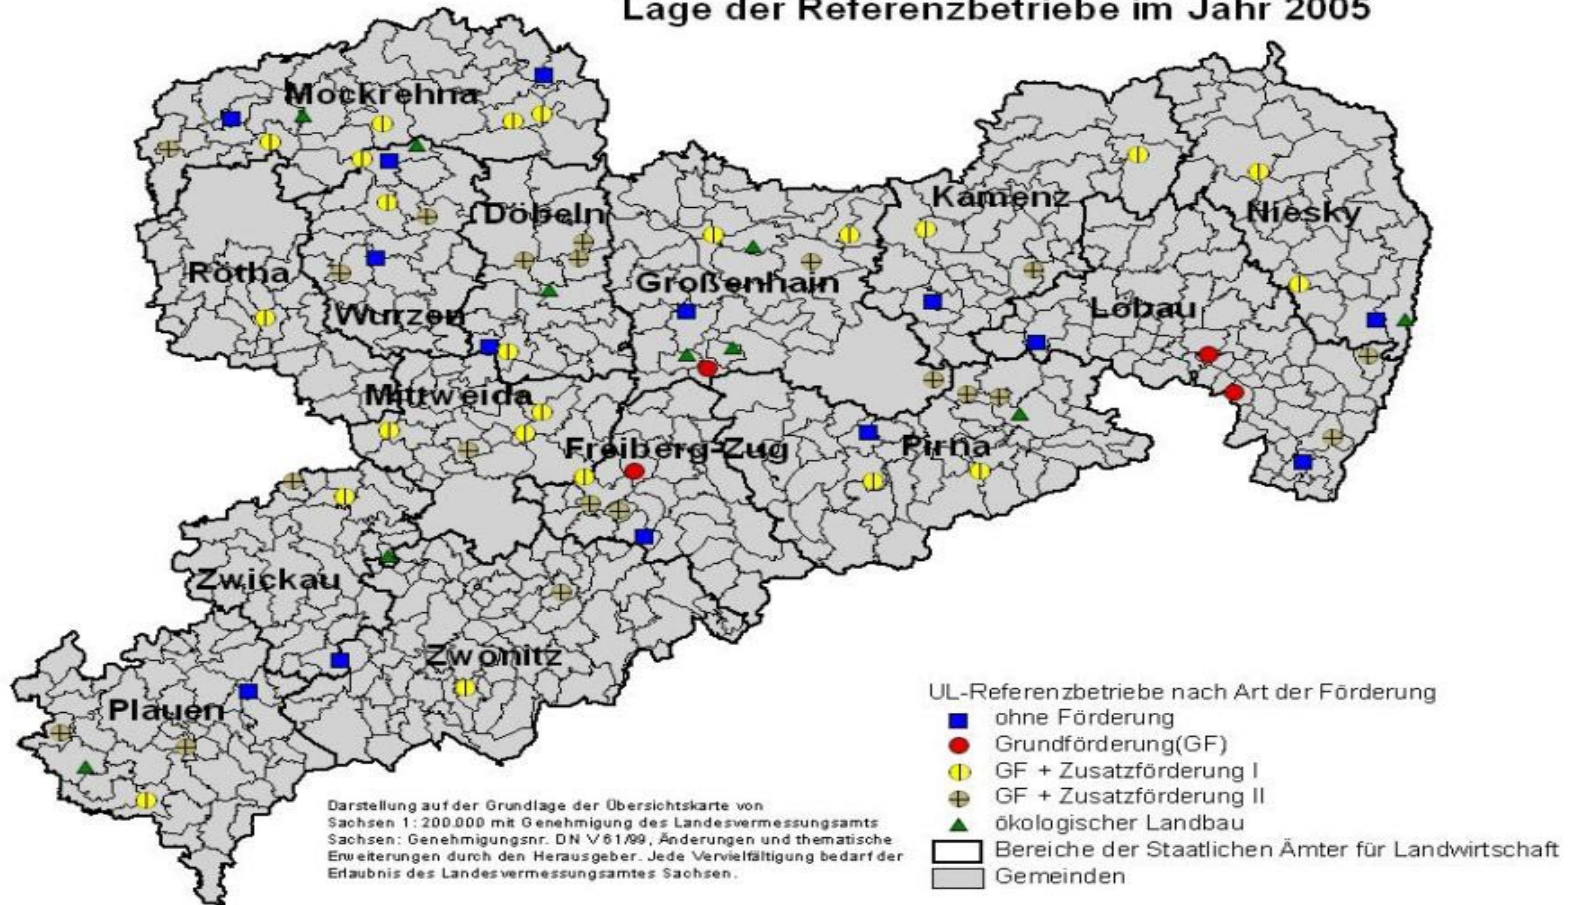 Lage der Referenzbetriebe im Jahr 2005
Mockrehna
Kamenz
Niesky
Döbeln
Rötha
Großenhain
Wurzen
Löbau
Mittweida
Freiberg-Zug
Pirna
Zwickau
Zwönitz
Plauen
UL-Referenzbetriebe nach Art der Förderung
ohne Förderung
Grundförderung(GF)
GF + Zusatzförderung I
GF + Zusatzförderung II
ökologischer Landbau
Bereiche der Staatlichen Ämter für Landwirtschaft
Gemeinden
Darstellung auf der Grundlage der Übersichtskarte von
Sachsen 1:200.000 mit Genehmigung des Landesvermessungsamts
Sachsen: Genehmigungsnr. DN V 61/99, Änderungen und thematische
Erweiterungen durch den Herausgeber. Jede Vervielfältigung bedarf der
Erlaubnis des Landesvermessungsamtes Sachsen.